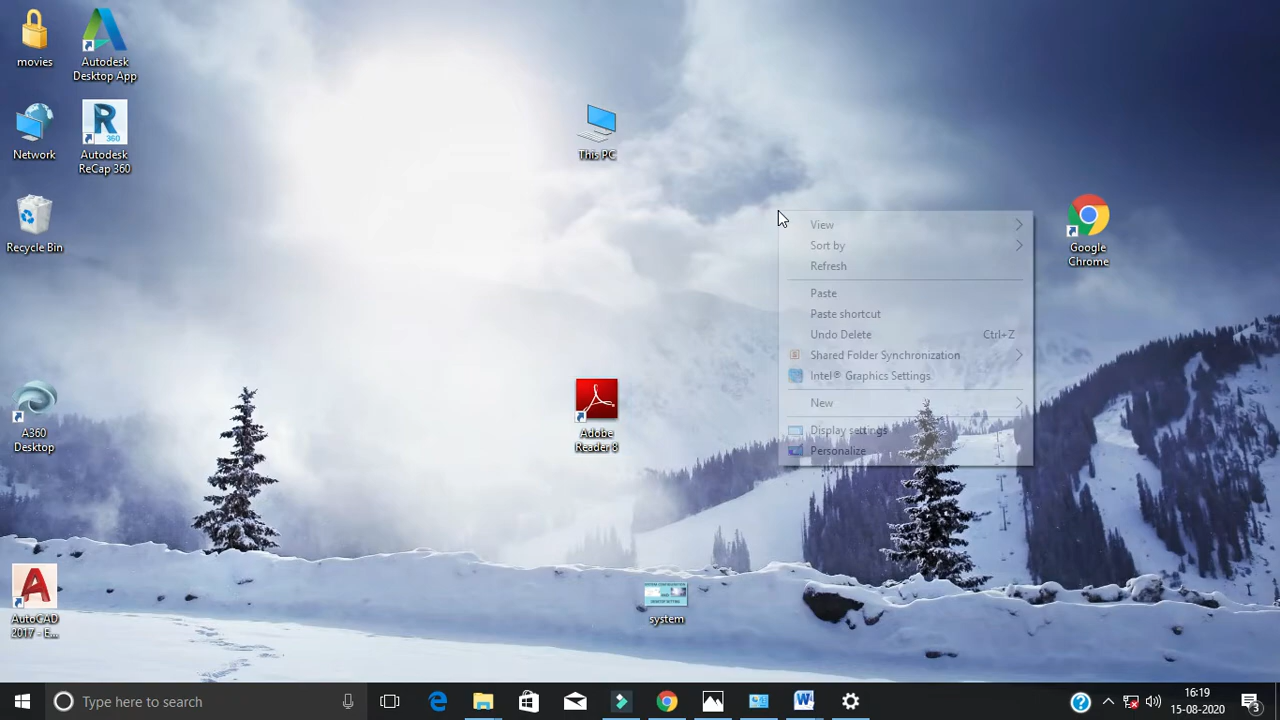 movies
Autodesk
Desktop App
Network
R
360
Autodesk
ReCap 360
This PC
Recycle Bin
Google
Chrome
View
Sort by
Refresh
Paste
Paste shortcut
Undo Delete Ctrl+Z
Shared Folder Synchronization
Intel® Graphics Settings
New
Display settings
Personalize
A360
Desktop
Adobe
Reader 8
AutoCAD
2017 - E...
system
Type here to search
16:19
15-08-2020
3